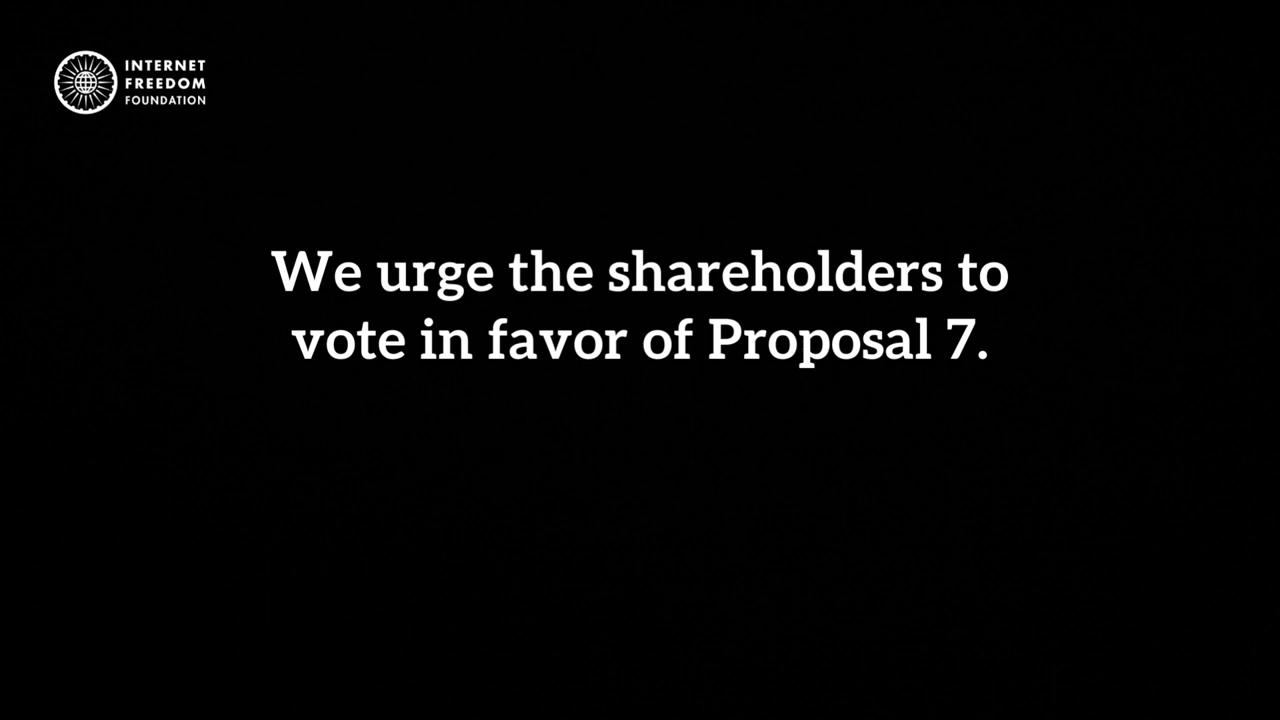 INTERNET
FREEDOM
FOUNDATION
We urge the shareholders to
vote in favor of Proposal 7.